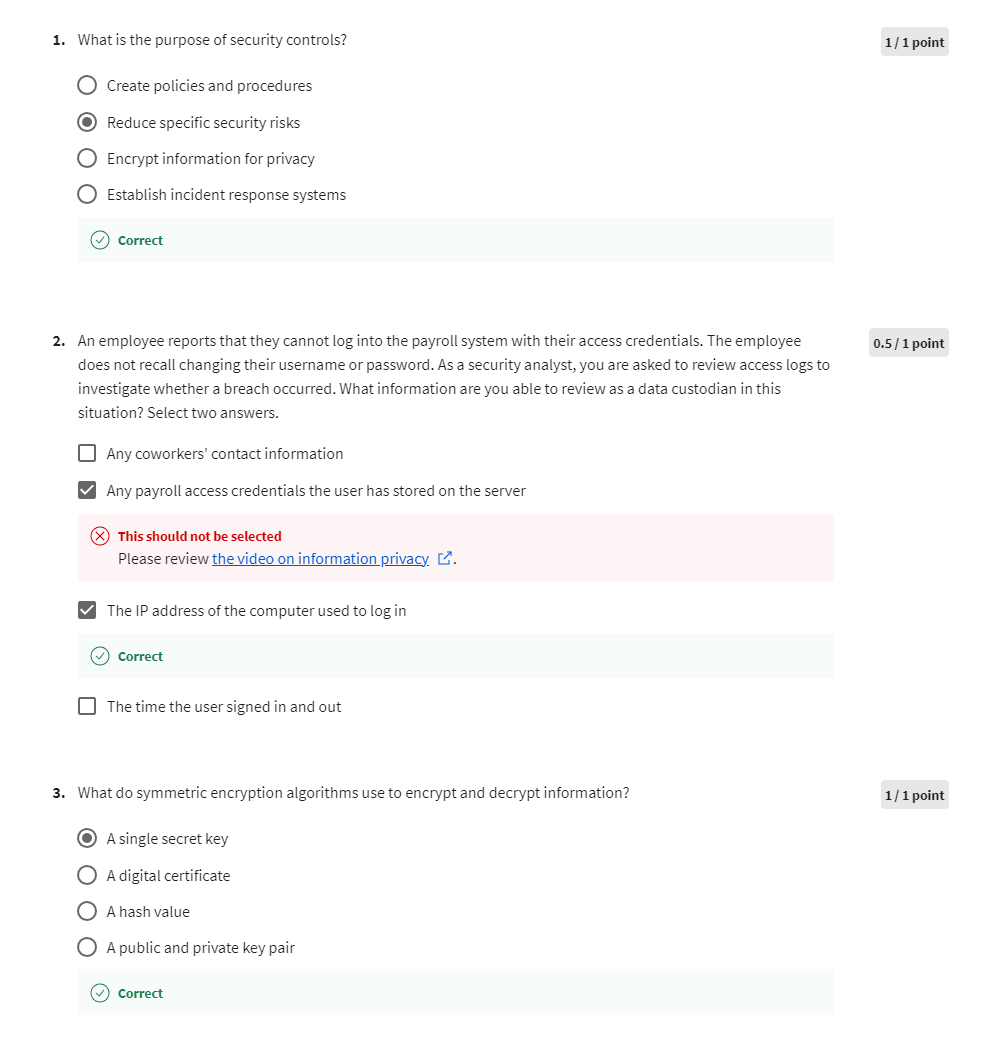 1. What is the purpose of security controls?
1 / 1 point
Create policies and procedures
Reduce specific security risks
Encrypt information for privacy
Establish incident response systems
Correct
2. An employee reports that they cannot log into the payroll system with their access credentials. The employee
0.5 / 1 point
does not recall changing their username or password. As a security analyst, you are asked to review access logs to
investigate whether a breach occurred. What information are you able to review as a data custodian in this
situation? Select two answers.
Any coworkers' contact information
Any payroll access credentials the user has stored on the server
This should not be selected
Please review the video on information privacy.
The IP address of the computer used to log in
Correct
The time the user signed in and out
3. What do symmetric encryption algorithms use to encrypt and decrypt information?
1 / 1 point
A single secret key
A digital certificate
A hash value
A public and private key pair
Correct